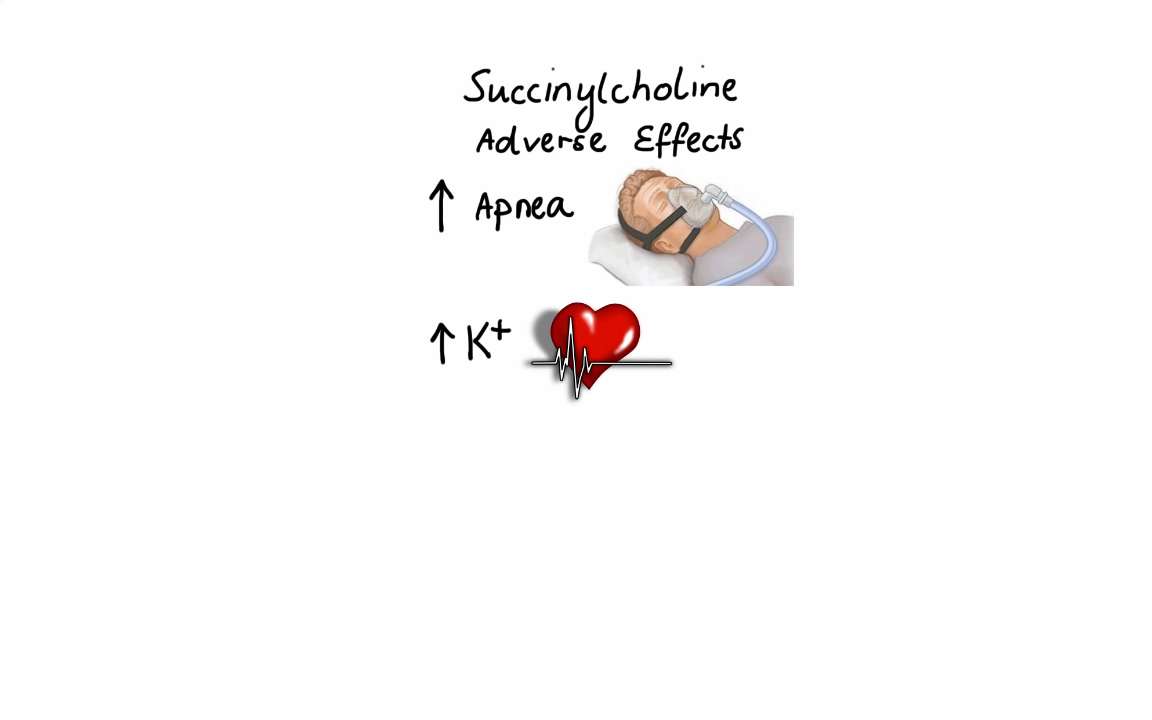 Succinylcholine
Adverse Effects
↑ Apnea
↑ K+